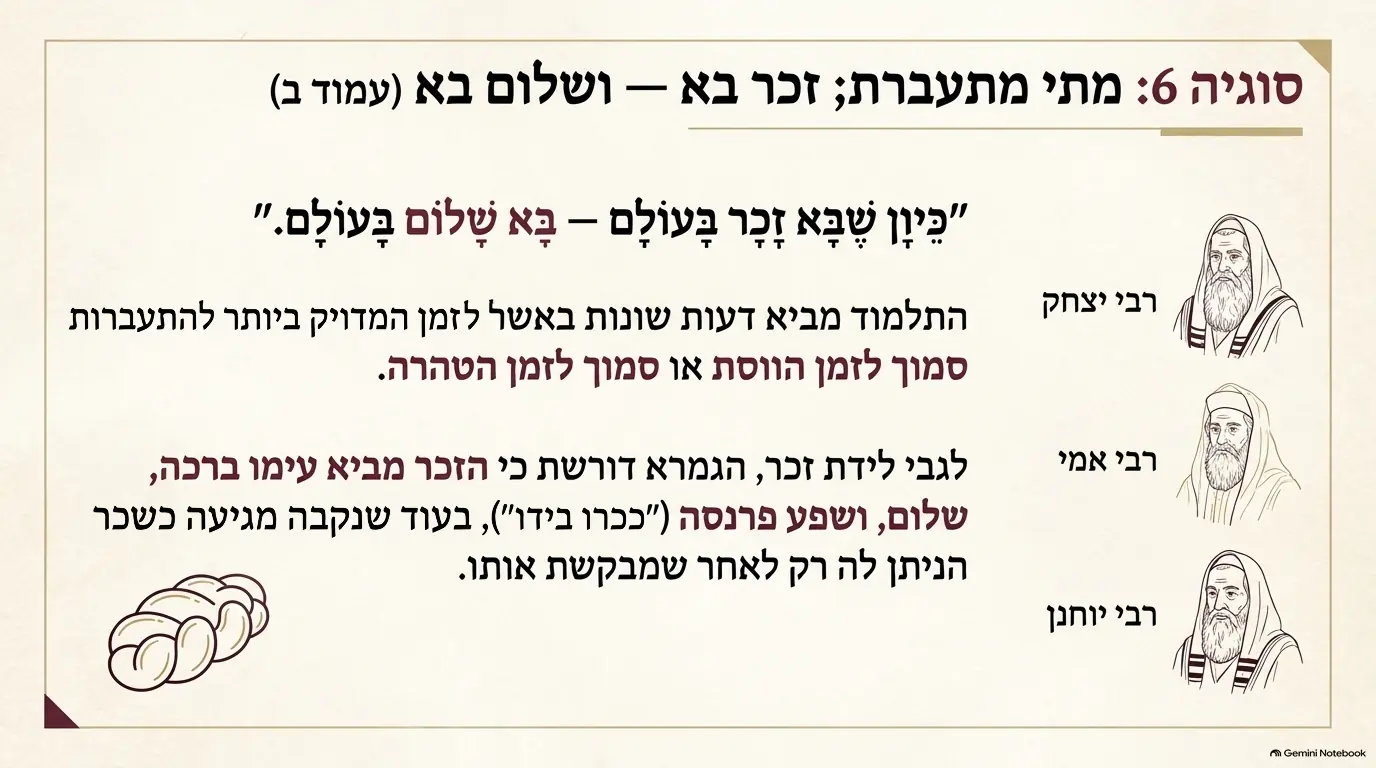 סוגיה 6: מתי מתעברת; זכר בא — ושלום בא (עמוד ב)
"כֵּיוָן שֶׁבָּא זָכָר בָּעוֹלָם — בָּא שָׁלוֹם בָּעוֹלָם."
רבי יצחק
התלמוד מביא דעות שונות באשר לזמן המדויק ביותר להתעברות
סמוך לזמן הווסת או סמוך לזמן הטהרה.
רבי אמי
לגבי לידת זכר, הגמרא דורשת כי הזכר מביא עימו ברכה,
שלום, ושפע פרנסה ("ככרו בידו"), בעוד שנקבה מגיעה כשכר
הניתן לה רק לאחר שמבקשת אותו.
רבי יוחנן
Gemini Notebook